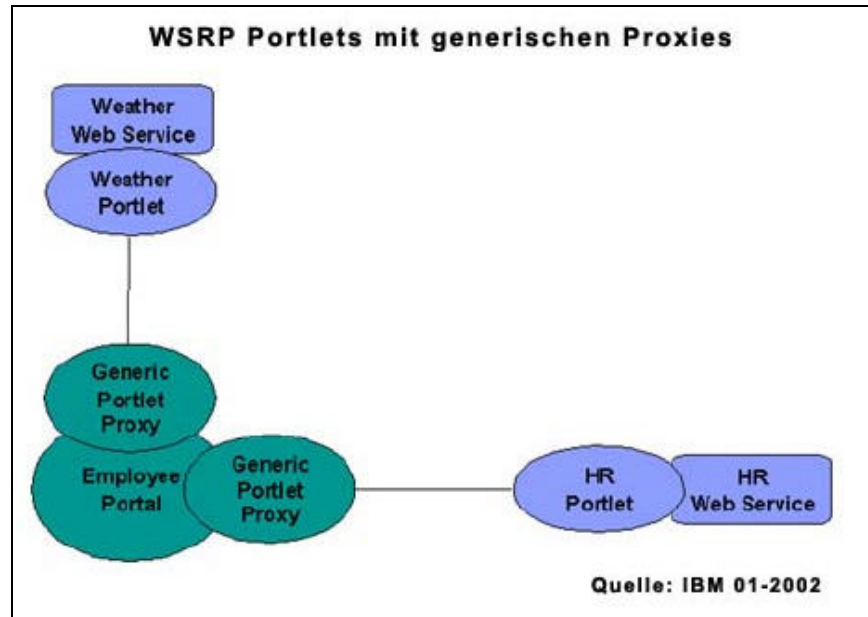 WSRP Portlets mit generischen Proxies
Weather
Web Service
Weather
Portlet
Generic
Portlet
Proxy
Employee
Portal
Generic
Portlet
Proxy
HR
Portlet
HR
Web Service
Quelle: IBM 01-2002